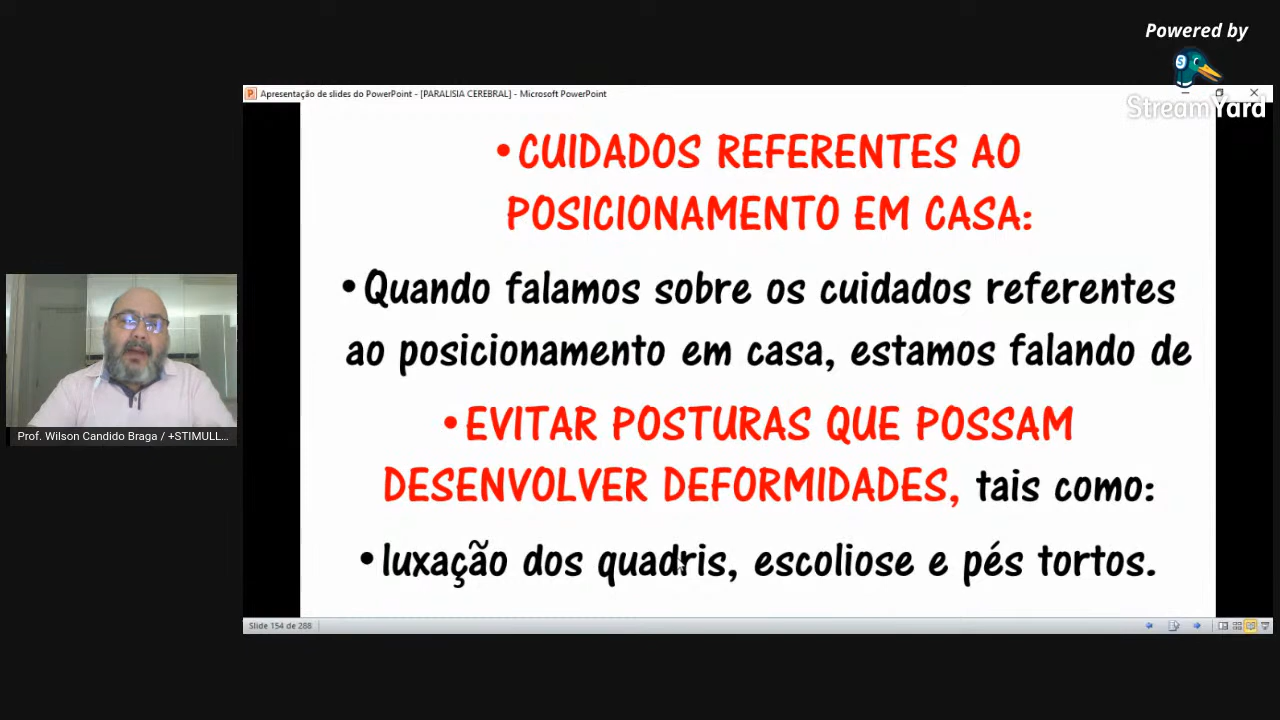 Powered by
StreamYard
Apresentação de slides do PowerPoint - [PARALISIA CEREBRAL] - Microsoft PowerPoint
•CUIDADOS REFERENTES AO
POSICIONAMENTO EM CASA:
•Quando falamos sobre os cuidados referentes
ao posicionamento em casa, estamos falando de
•EVITAR POSTURAS QUE POSSAM
DESENVOLVER DEFORMIDADES, tais como:
•luxação dos quadris, escoliose e pés tortos.
Prof. Wilson Candido Braga / +STIMULL...
Slide 154 de 288